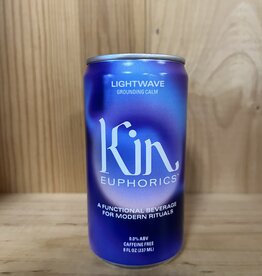 LIGHTWAVE
GROUNDING CALM
Kin
EUPHORICS
A FUNCTIONAL BEVERAGE
FOR MODERN RITUALS
0.0% ABV
CAFFEINE FREE
8 FL OZ (237 ML)